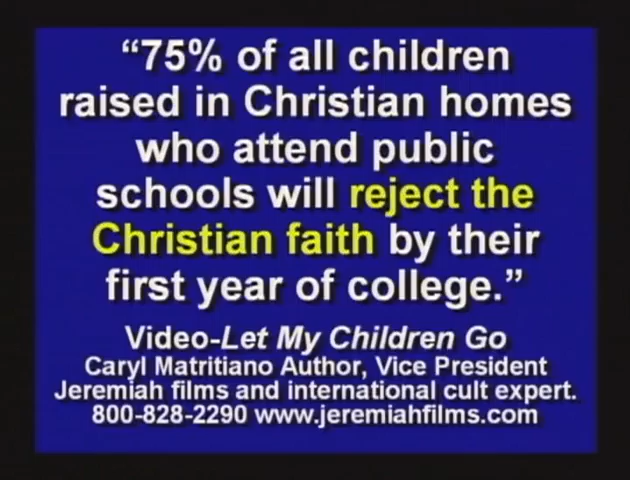 “75% of all children
raised in Christian homes
who attend public
schools will reject the
Christian faith by their
first year of college.”
Video-Let My Children Go
Caryl Matritiano Author, Vice President
Jeremiah films and international cult expert.
800-828-2290 www.jeremiahfilms.com